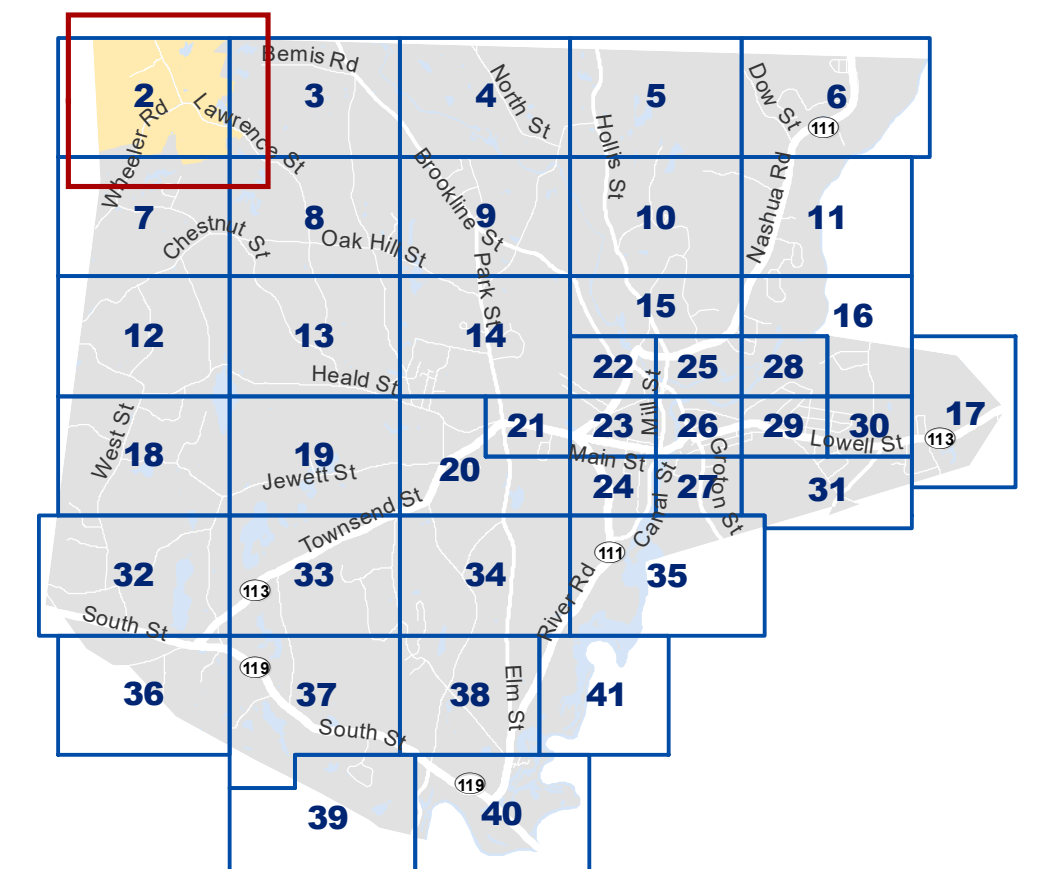 Bemis Rd
2
3
4
5
6
North St
Dow St
111
Lawrence St
Wheeler Rd
Hollis St
Nashua Rd
Brookline St
7
8
9
10
11
Chestnut St
Oak Hill St
Park St
12
13
14
15
16
Heald St
22
25
28
Mill St
17
West St
18
19
20
21
23
26
29
30
Lowell St
113
Main St
Jewett St
24
27
31
Canal St
Groton St
Townsend St
111
32
33
34
35
113
River Rd
South St
119
36
37
38
41
Elm St
South St
119
39
40